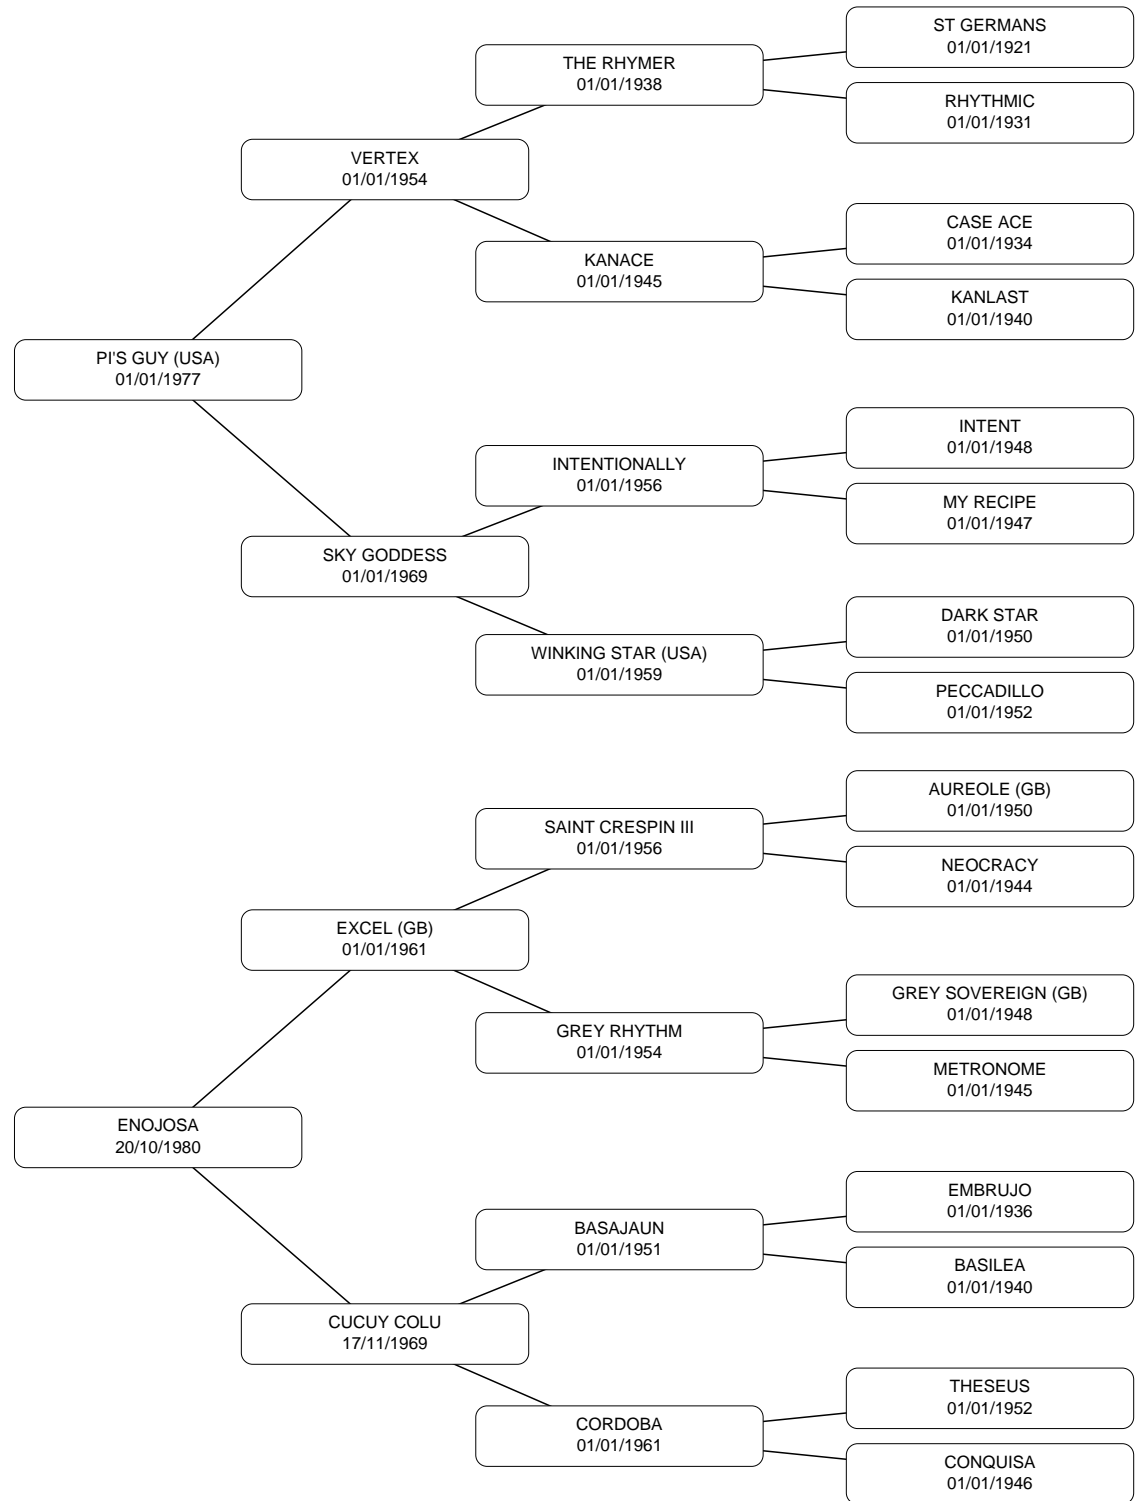 ST GERMANS
01/01/1921
THE RHYMER
01/01/1938
RHYTHMIC
01/01/1931
VERTEX
01/01/1954
CASE ACE
01/01/1934
KANACE
01/01/1945
KANLAST
01/01/1940
PI'S GUY (USA)
01/01/1977
INTENT
01/01/1948
INTENTIONALLY
01/01/1956
MY RECIPE
01/01/1947
SKY GODDESS
01/01/1969
DARK STAR
01/01/1950
WINKING STAR (USA)
01/01/1959
PECCADILLO
01/01/1952
AUREOLE (GB)
01/01/1950
SAINT CRESPIN III
01/01/1956
NEOCRACY
01/01/1944
EXCEL (GB)
01/01/1961
GREY SOVEREIGN (GB)
01/01/1948
GREY RHYTHM
01/01/1954
METRONOME
01/01/1945
ENOJOSA
20/10/1980
EMBRUJO
01/01/1936
BASAJAUN
01/01/1951
BASILEA
01/01/1940
CUCUY COLU
17/11/1969
THESEUS
01/01/1952
CORDOBA
01/01/1961
CONQUISA
01/01/1946